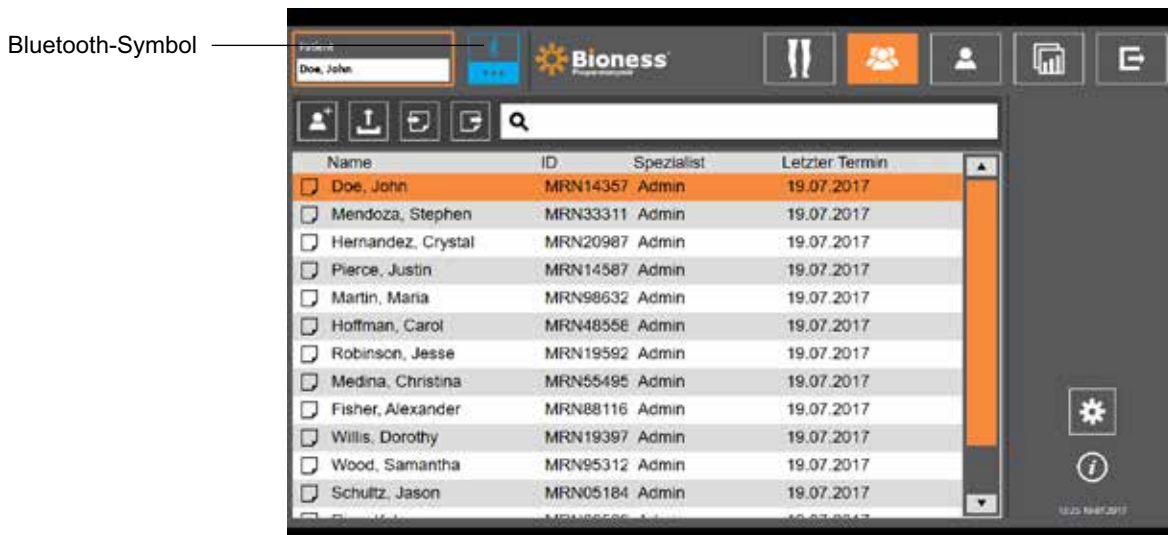 Bluetooth-Symbol
Patient
Doe, John
Bioness
Name ID Spezialist Letzter Termin
Doe, John MRN14357 Admin 19.07.2017
Mendoza, Stephen MRN33311 Admin 19.07.2017
Hernandez, Crystal MRN20987 Admin 19.07.2017
Pierce, Justin MRN14587 Admin 19.07.2017
Martin, Maria MRN98632 Admin 19.07.2017
Hoffman, Carol MRN48558 Admin 19.07.2017
Robinson, Jesse MRN19592 Admin 19.07.2017
Medina, Christina MRN55495 Admin 19.07.2017
Fisher, Alexander MRN88116 Admin 19.07.2017
Willis, Dorothy MRN19397 Admin 19.07.2017
Wood, Samantha MRN95312 Admin 19.07.2017
Schultz, Jason MRN05184 Admin 19.07.2017